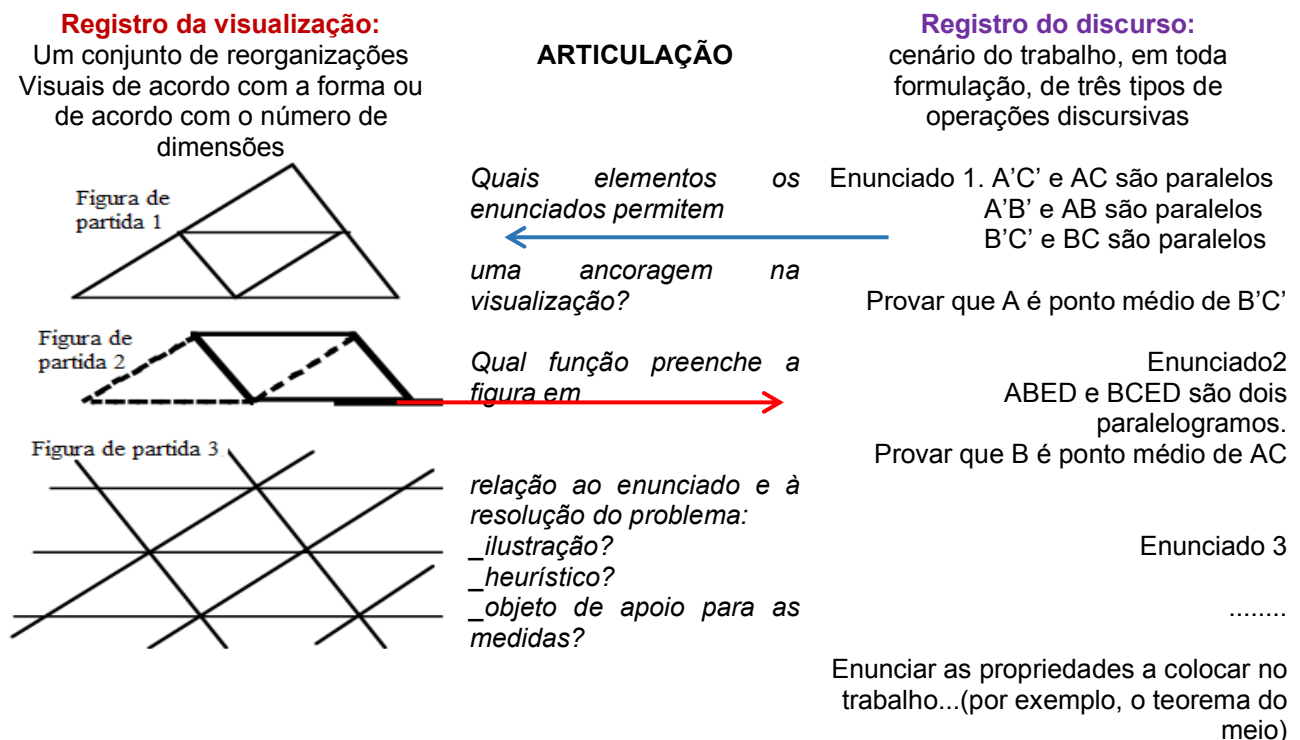 Registro da visualização:
Um conjunto de reorganizações
Visuais de acordo com a forma ou
de acordo com o número de
dimensões
Figura de
partida 1
Figura de
partida 2
Figura de partida 3
ARTICULAÇÃO
Quais elementos os
enunciados permitem
uma ancoragem na
visualização?
Qual função preenche a
figura em
relação ao enunciado e à
resolução do problema:
_ilustração?
_heurístico?
_objeto de apoio para as
medidas?
Registro do discurso:
cenário do trabalho, em toda
formulação, de três tipos de
operações discursivas
Enunciado 1. A'C' e AC são paralelos
A'B' e AB são paralelos
B'C' e BC são paralelos
Provar que A é ponto médio de B'C'
Enunciado2
ABED e BCED são dois
paralelogramos.
Provar que B é ponto médio de AC
Enunciado 3
........
Enunciar as propriedades a colocar no
trabalho...(por exemplo, o teorema do
meio)